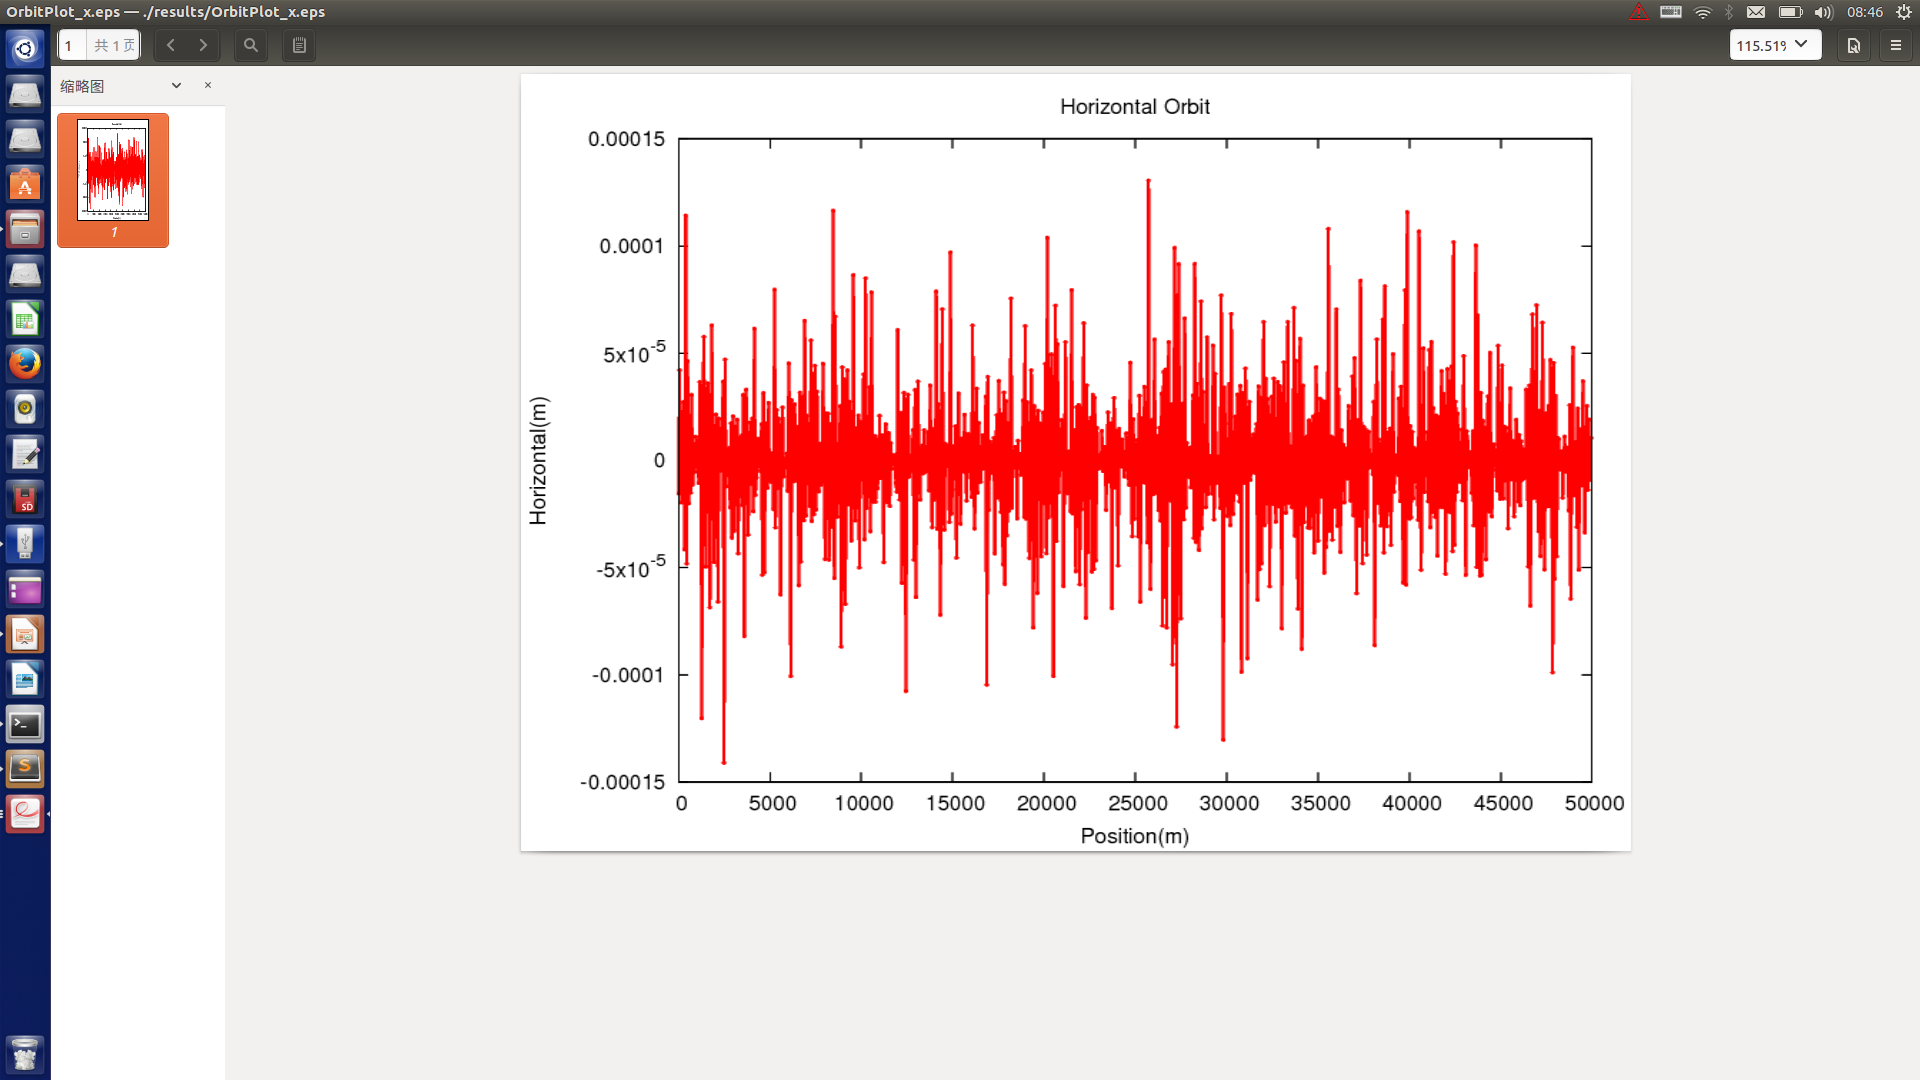 OrbitPlot_x.eps — ./results/OrbitPlot_x.eps
08:46
1 共 1 页
115.51%
缩略图
1
Horizontal Orbit
0.00015
0.0001
5x10-5
0
-5x10-5
-0.0001
-0.00015
Horizontal(m)
0 5000 10000 15000 20000 25000 30000 35000 40000 45000 50000
Position(m)
SD